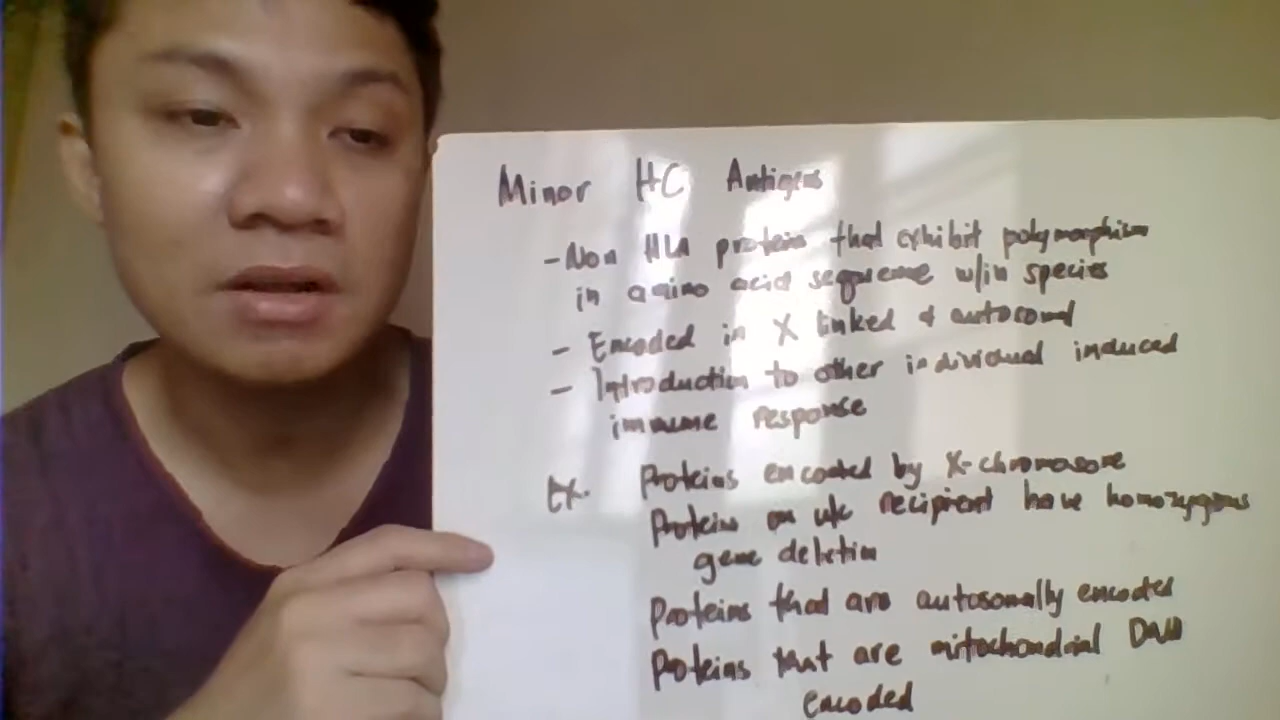 Minor HC Antigens
- Non HLA protein that exhibit polymorphism
in amino acid sequence w/in species
- Encoded in X linked & autosomal
- Introduction to other individual induced
immune response
Ex. Proteins encoded by X-chromosome
Proteins on recipient have homozygous
gene deletion
Proteins that are autosomally encoded
Proteins that are mitochondrial DNA
encoded